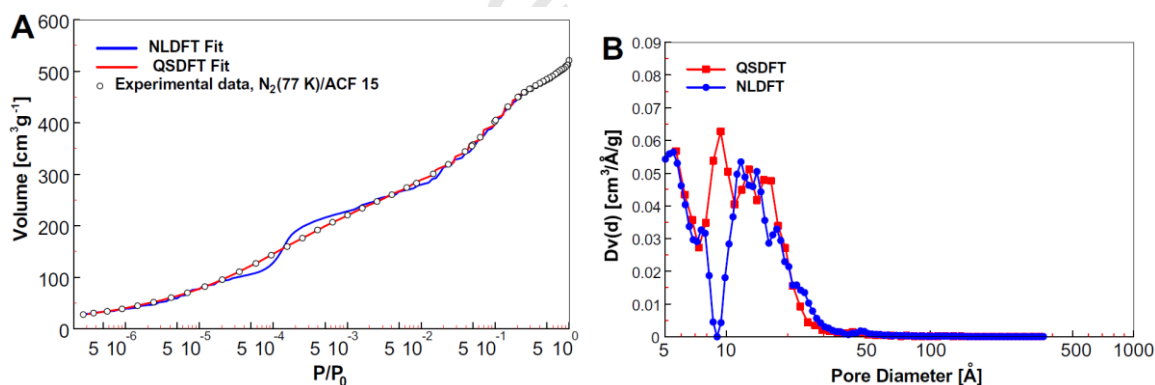 A
600
500
400
300
200
100
0
NLDFT Fit
QSDFT Fit
Experimental data, N₂(77 K)/ACF 15
Volume [cm³g⁻¹]
5 10⁻⁶ 5 10⁻⁵ 5 10⁻⁴ 5 10⁻³ 5 10⁻² 5 10⁻¹ 5 10⁰
P/P₀
B
0.09
0.08
0.07
0.06
0.05
0.04
0.03
0.02
0.01
0
QSDFT
NLDFT
Dv(d) [cm³/Å/g]
5 10 50 100 500 1000
Pore Diameter [Å]